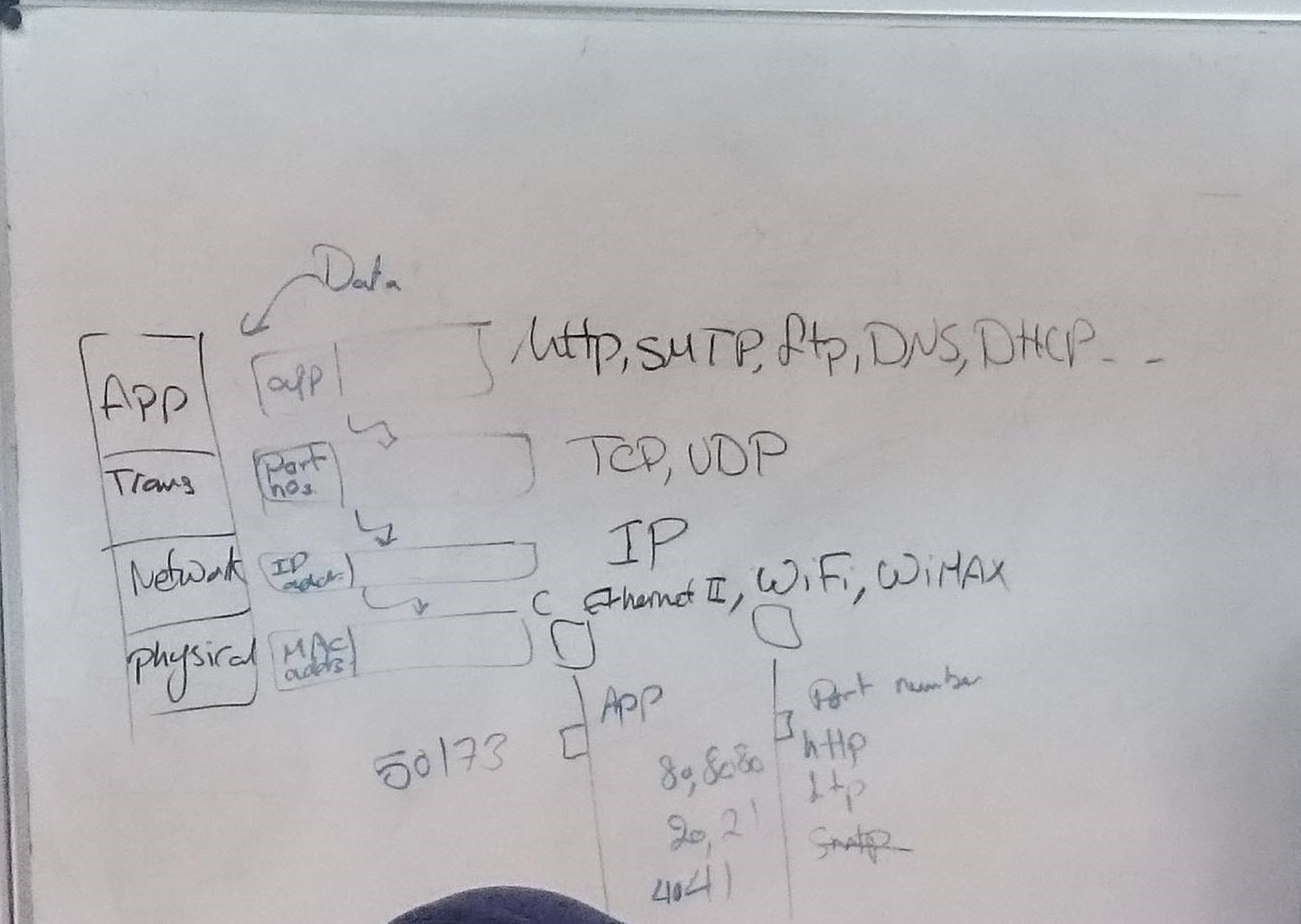 Data
App
app
http, SMTP, ftp, DNS, DHCP - -
Trans
Port
nos.
TCP, UDP
Network
IP
addr.
IP
Physical
MAC
addrs
C
Ethernet II, WiFi, WiMAX
App
Port number
50173
80, 8080
http
20, 21
ftp
4041
Smtp